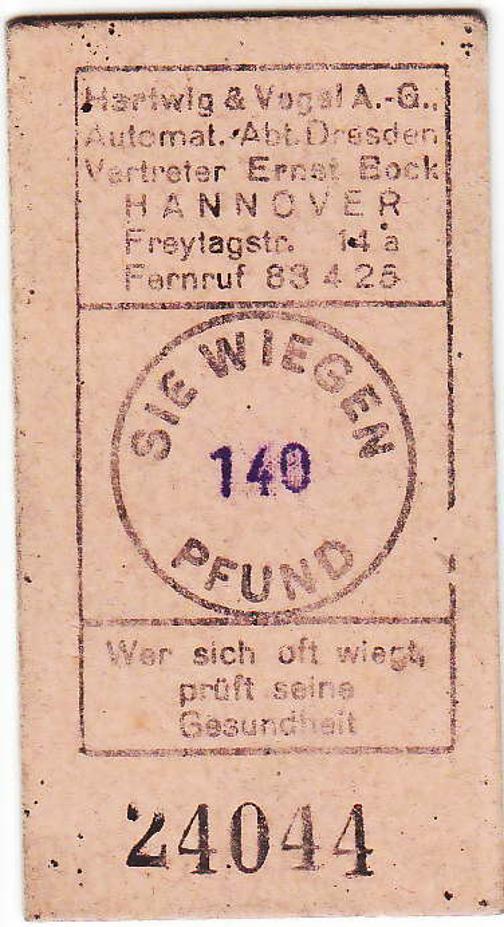 Hartwig & Vogel A.-G.,
Automat.-Abt. Dresden
Vertreter Ernst Bock
HANNOVER
Freytagstr. 14 a
Fernruf 83 4 25
SIE WIEGEN
140
PFUND
Wer sich oft wiegt,
prüft seine
Gesundheit
24044